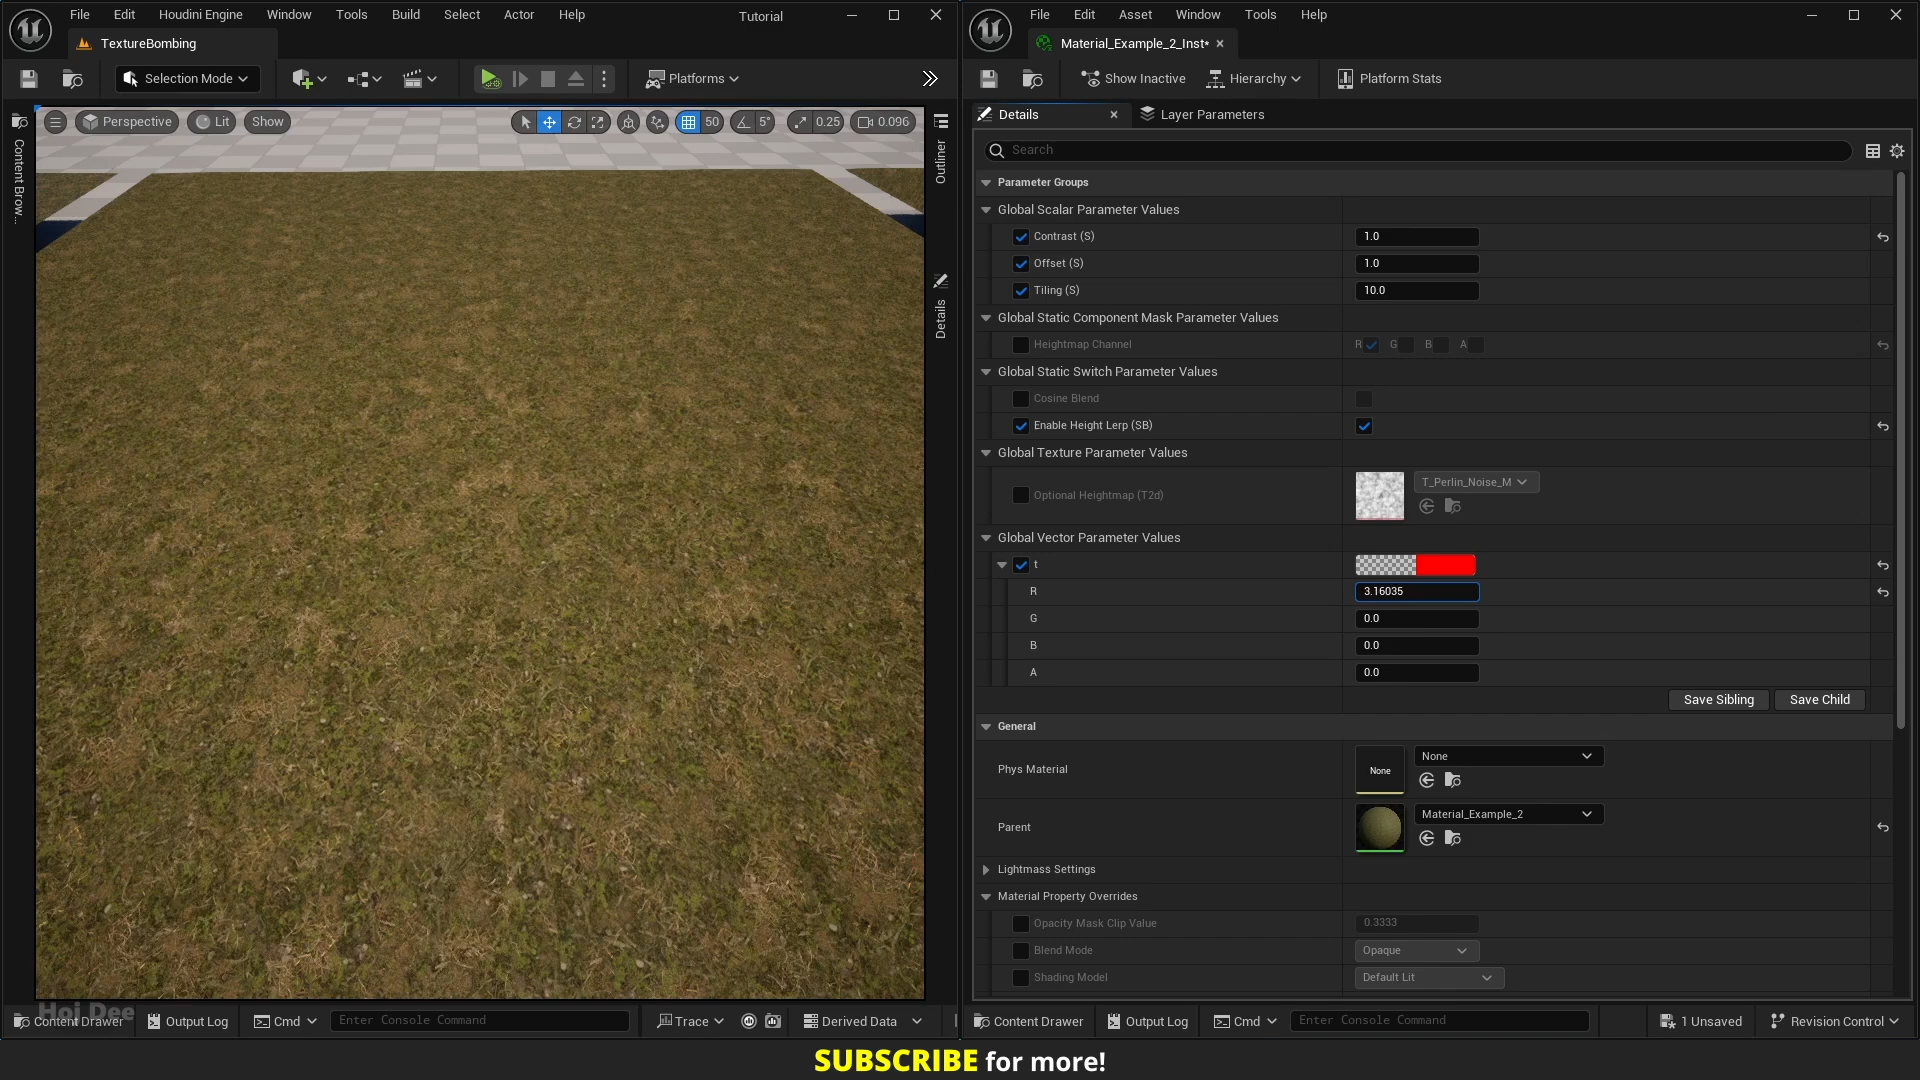 File Edit Houdini Engine Window Tools Build Select Actor Help Tutorial
TextureBombing
Selection Mode
Platforms
Perspective Lit Show 50 5° 0.25 0.096
Content Brow...
Outliner
Details
File Edit Asset Window Tools Help
Material_Example_2_Inst*
Show Inactive Hierarchy Platform Stats
Details Layer Parameters
Search
Parameter Groups
Global Scalar Parameter Values
Contrast (S) 1.0
Offset (S) 1.0
Tiling (S) 10.0
Global Static Component Mask Parameter Values
Heightmap Channel R G B A
Global Static Switch Parameter Values
Cosine Blend
Enable Height Lerp (SB)
Global Texture Parameter Values
Optional Heightmap (T2d) T_Perlin_Noise_M
Global Vector Parameter Values
t
R 3.16035
G 0.0
B 0.0
A 0.0
Save Sibling Save Child
General
Phys Material None None
Parent Material_Example_2
Lightmass Settings
Material Property Overrides
Opacity Mask Clip Value 0.3333
Blend Mode Opaque
Shading Model Default Lit
Hoj Dee
Content Drawer Output Log Cmd Enter Console Command Trace Derived Data
Content Drawer Output Log Cmd Enter Console Command 1 Unsaved Revision Control
SUBSCRIBE for more!